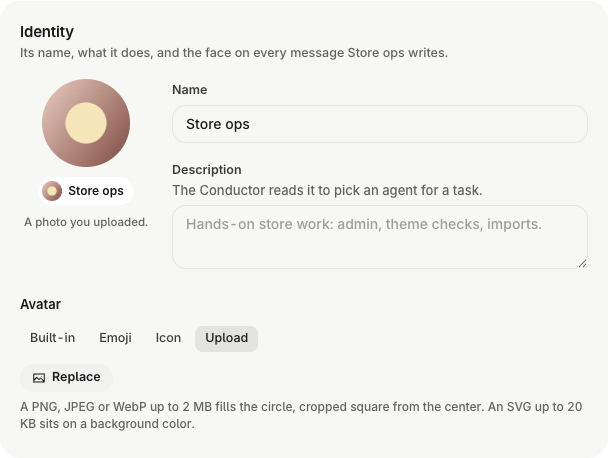 Identity
Its name, what it does, and the face on every message Store ops writes.
Store ops
A photo you uploaded.
Name
Store ops
Description
The Conductor reads it to pick an agent for a task.
Hands-on store work: admin, theme checks, imports.
Avatar
Built-in Emoji Icon Upload
Replace
A PNG, JPEG or WebP up to 2 MB fills the circle, cropped square from the center. An SVG up to 20
KB sits on a background color.